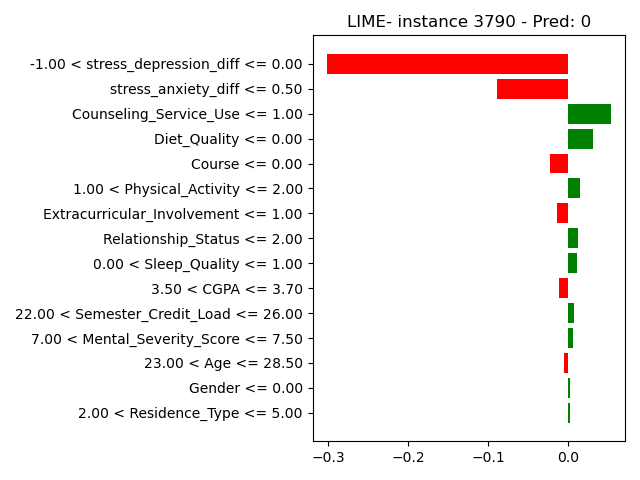 LIME- instance 3790 - Pred: 0
-1.00 < stress_depression_diff <= 0.00
stress_anxiety_diff <= 0.50
Counseling_Service_Use <= 1.00
Diet_Quality <= 0.00
Course <= 0.00
1.00 < Physical_Activity <= 2.00
Extracurricular_Involvement <= 1.00
Relationship_Status <= 2.00
0.00 < Sleep_Quality <= 1.00
3.50 < CGPA <= 3.70
22.00 < Semester_Credit_Load <= 26.00
7.00 < Mental_Severity_Score <= 7.50
23.00 < Age <= 28.50
Gender <= 0.00
2.00 < Residence_Type <= 5.00
−0.3 −0.2 −0.1 0.0